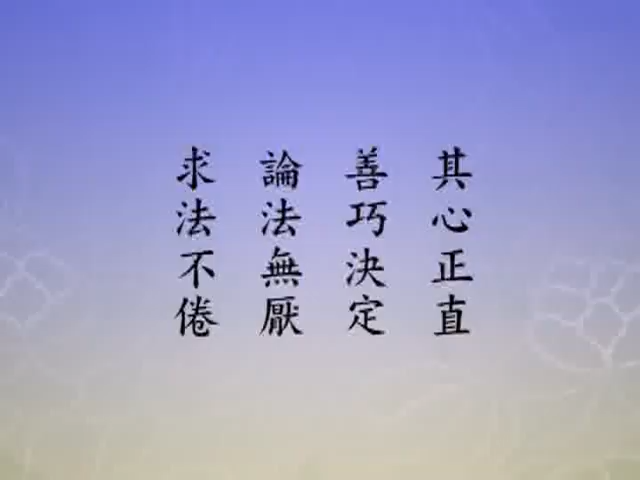 其心正直
善巧決定
論法無厭
求法不倦